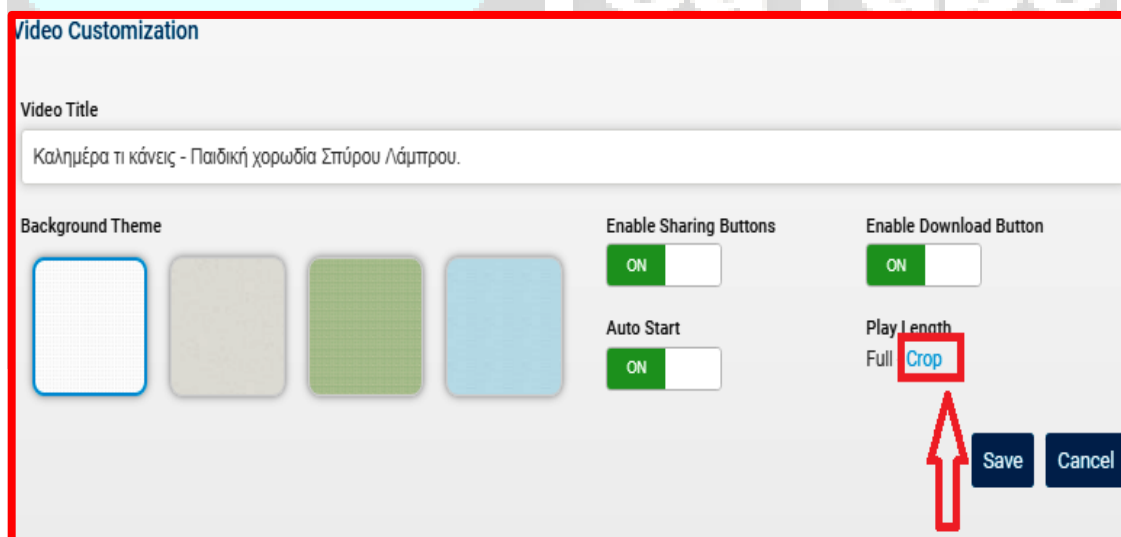 Video Customization
Video Title
Καλημέρα τι κάνεις - Παιδική χορωδία Σπύρου Λάμπρου.
Background Theme
Enable Sharing Buttons
Enable Download Button
ON
ON
Auto Start
Play Length
ON
Full Crop
Save
Cancel